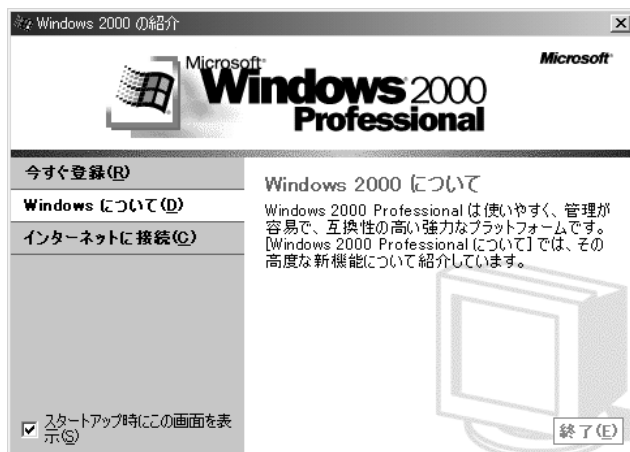 Windows 2000 の紹介
Microsoft
Windows 2000
Professional
Microsoft
今すぐ登録(R)
Windows について(D)
インターネットに接続(C)
Windows 2000 について
Windows 2000 Professional は使いやすく、管理が
容易で、互換性の高い強力なプラットフォームです。
[Windows 2000 Professional について] では、その
高度な新機能について紹介しています。
スタートアップ時にこの画面を表
示(S)
終了(E)